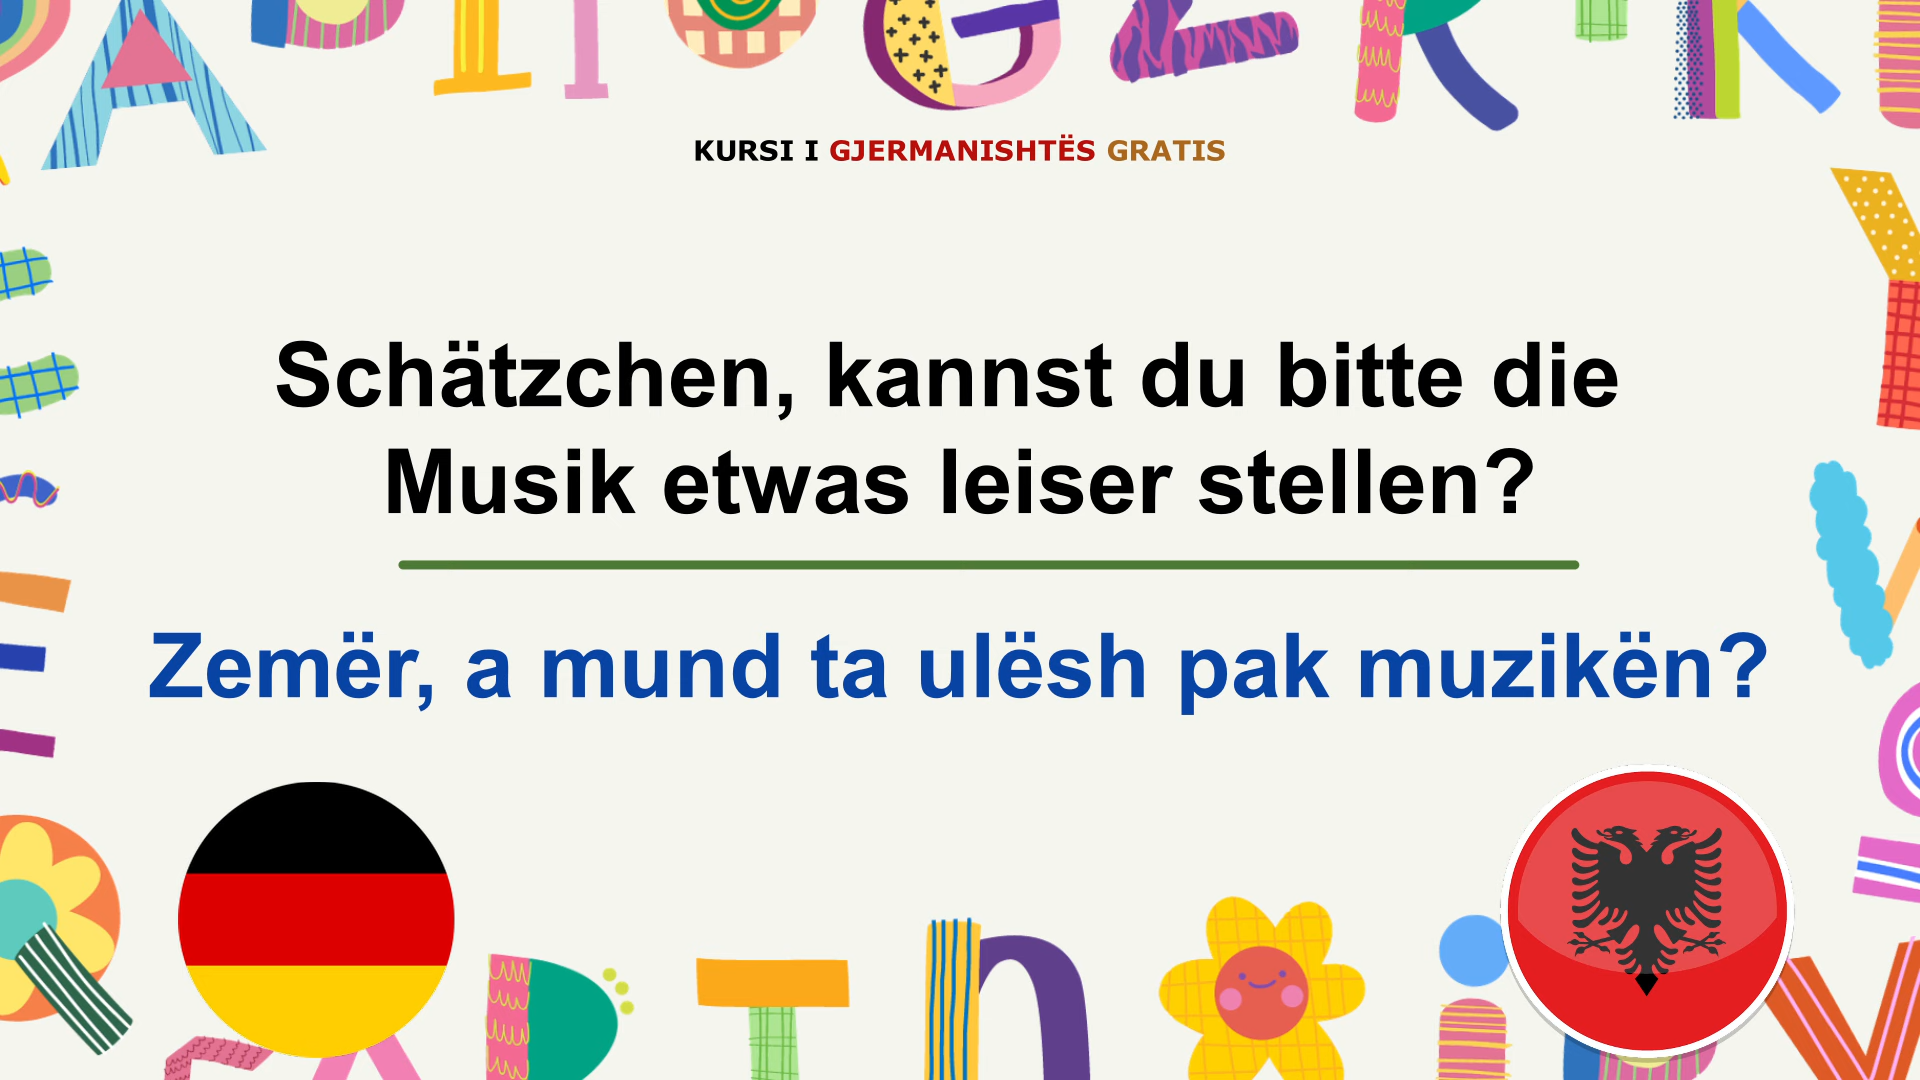 KURSI I GJERMANISHTËS GRATIS
Schätzchen, kannst du bitte die
Musik etwas leiser stellen?
Zemër, a mund ta ulësh pak muzikën?